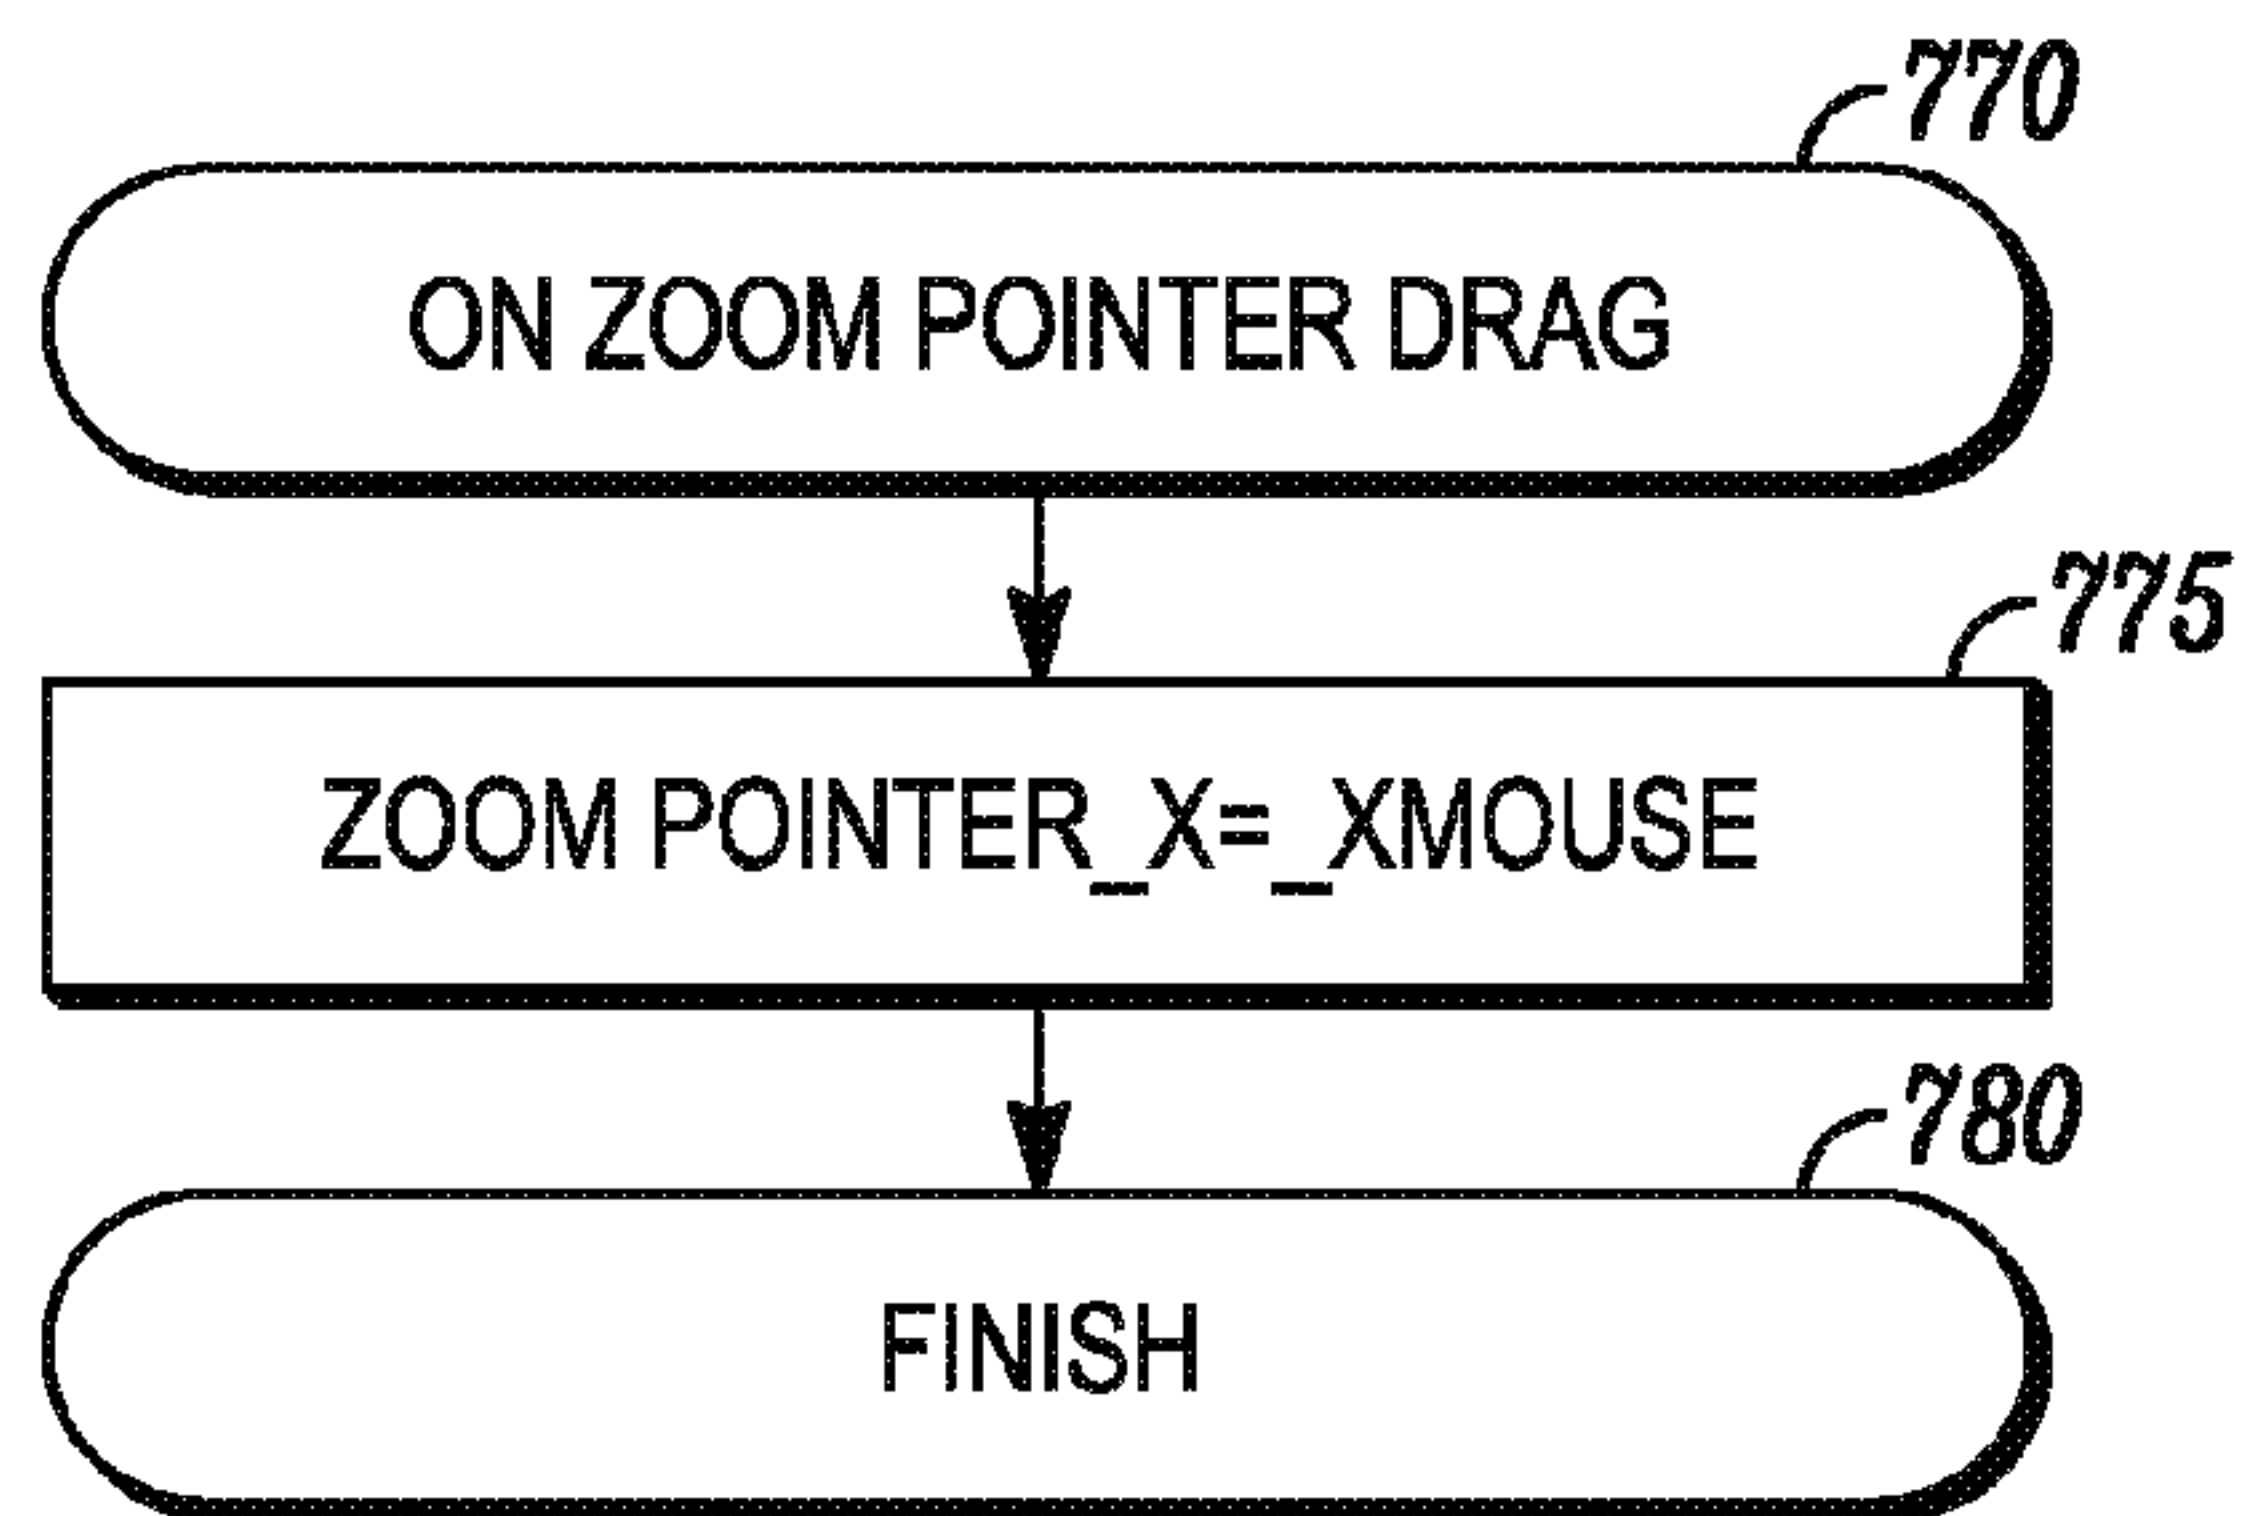 770
ON ZOOM POINTER DRAG
775
ZOOM POINTER_X=_XMOUSE
780
FINISH